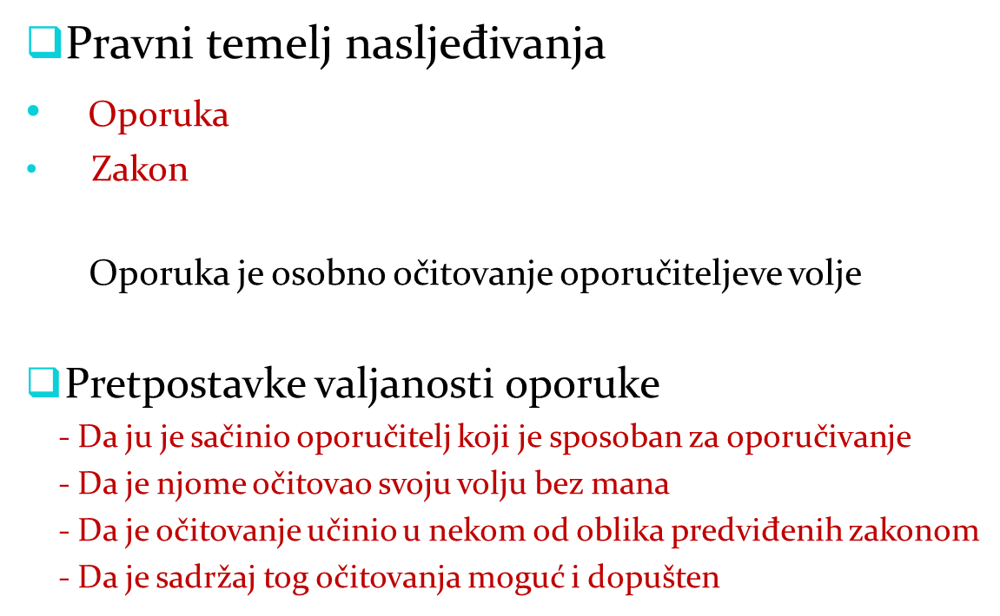 ❑Pravni temelj nasljeđivanja
• Oporuka
• Zakon
Oporuka je osobno očitovanje oporučiteljeve volje
❑Pretpostavke valjanosti oporuke
- Da ju je sačinio oporučitelj koji je sposoban za oporučivanje
- Da je njome očitovao svoju volju bez mana
- Da je očitovanje učinio u nekom od oblika predviđenih zakonom
- Da je sadržaj tog očitovanja moguć i dopušten